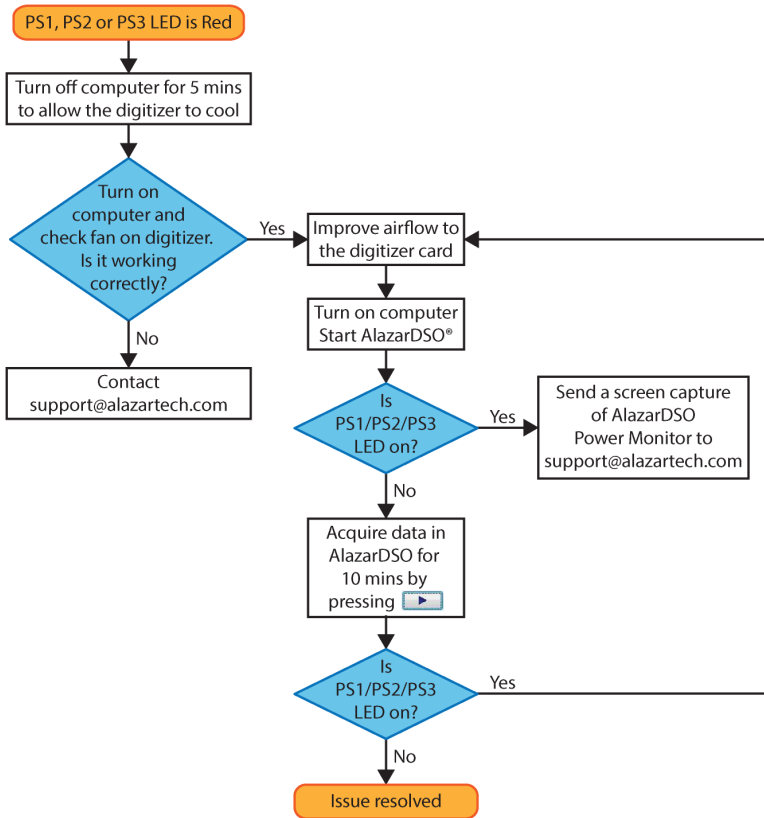 PS1, PS2 or PS3 LED is Red
Turn off computer for 5 mins
to allow the digitizer to cool
Turn on
computer and
check fan on digitizer.
Is it working
correctly?
Yes
No
Contact
support@alazartech.com
Improve airflow to
the digitizer card
Turn on computer
Start AlazarDSO®
Is
PS1/PS2/PS3
LED on?
Yes
Send a screen capture
of AlazarDSO
Power Monitor to
support@alazartech.com
No
Acquire data in
AlazarDSO for
10 mins by
pressing
Is
PS1/PS2/PS3
LED on?
Yes
No
Issue resolved